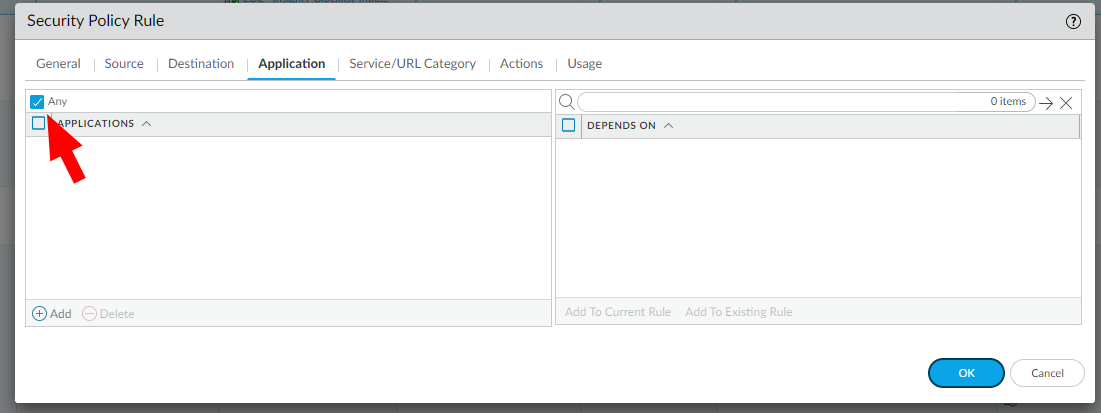 Security Policy Rule
General Source Destination Application Service/URL Category Actions Usage
Any
0 items
APPLICATIONS
DEPENDS ON
Add Delete
Add To Current Rule Add To Existing Rule
OK Cancel